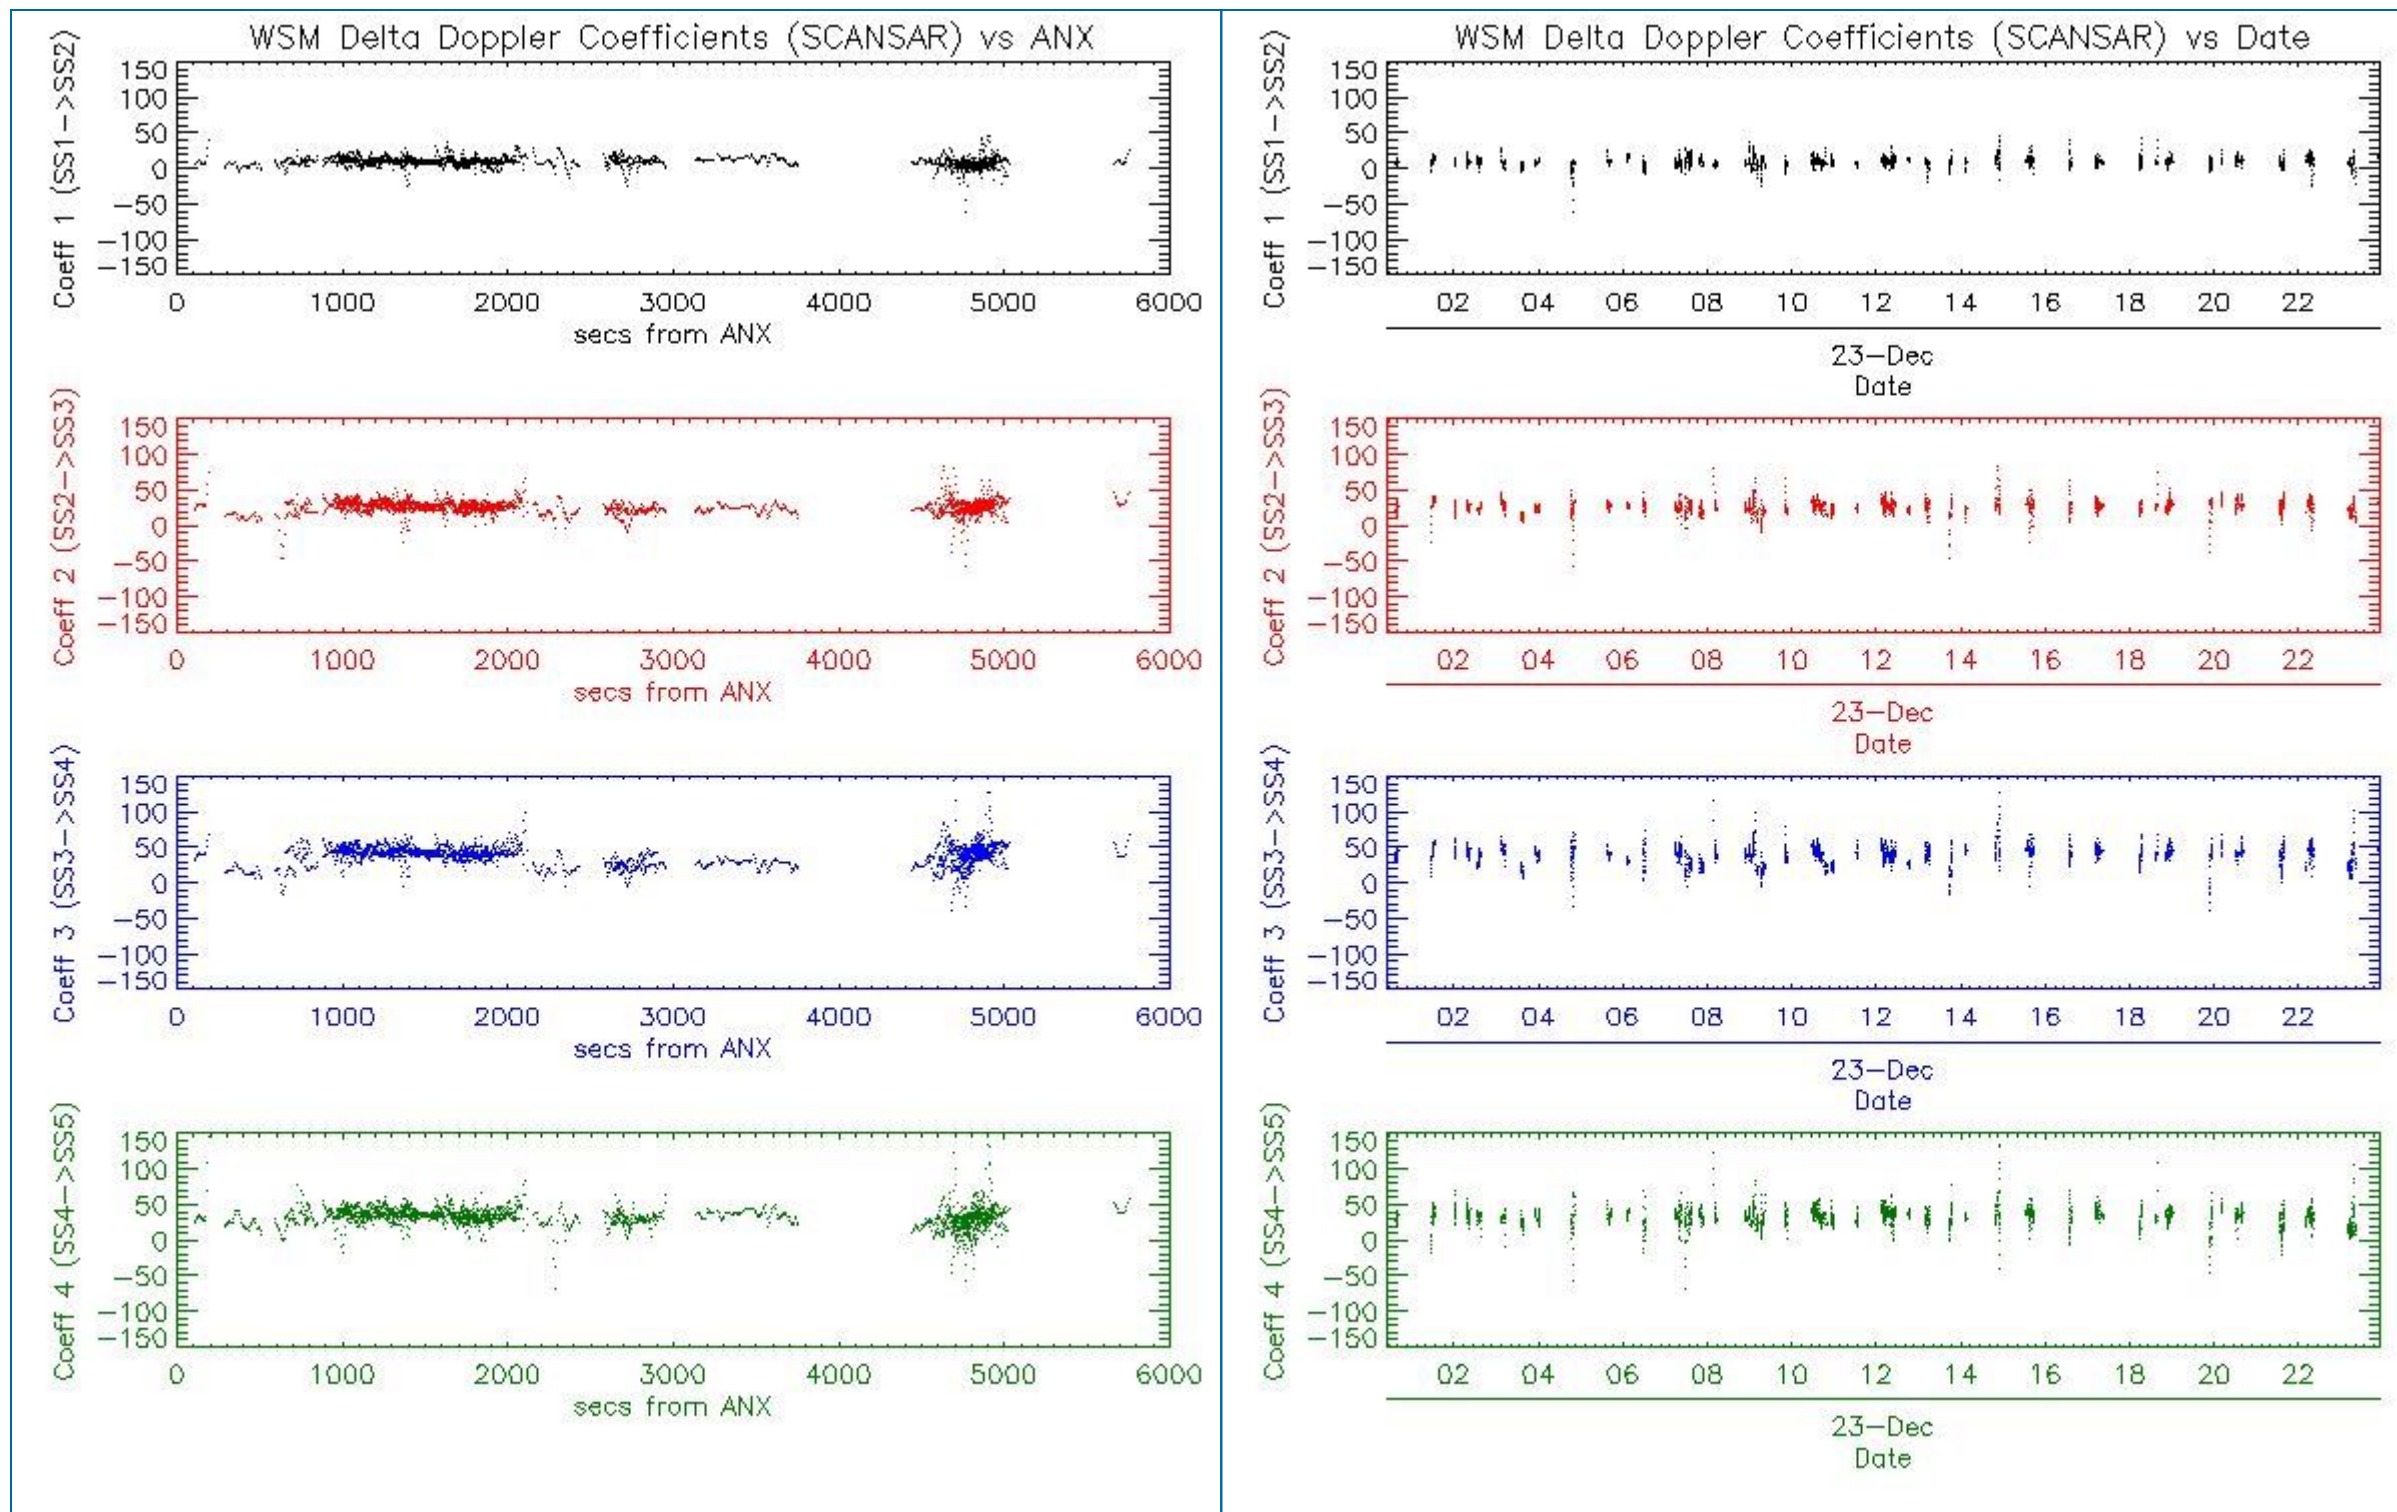 WSM Delta Doppler Coefficients (SCANSAR) vs ANX
Coeff 1 (SS1->SS2)
150
100
50
0
-50
-100
-150
0 1000 2000 3000 4000 5000 6000
secs from ANX
Coeff 2 (SS2->SS3)
150
100
50
0
-50
-100
-150
0 1000 2000 3000 4000 5000 6000
secs from ANX
Coeff 3 (SS3->SS4)
150
100
50
0
-50
-100
-150
0 1000 2000 3000 4000 5000 6000
secs from ANX
Coeff 4 (SS4->SS5)
150
100
50
0
-50
-100
-150
0 1000 2000 3000 4000 5000 6000
secs from ANX
WSM Delta Doppler Coefficients (SCANSAR) vs Date
Coeff 1 (SS1->SS2)
150
100
50
0
-50
-100
-150
02 04 06 08 10 12 14 16 18 20 22
23-Dec
Date
Coeff 2 (SS2->SS3)
150
100
50
0
-50
-100
-150
02 04 06 08 10 12 14 16 18 20 22
23-Dec
Date
Coeff 3 (SS3->SS4)
150
100
50
0
-50
-100
-150
02 04 06 08 10 12 14 16 18 20 22
23-Dec
Date
Coeff 4 (SS4->SS5)
150
100
50
0
-50
-100
-150
02 04 06 08 10 12 14 16 18 20 22
23-Dec
Date